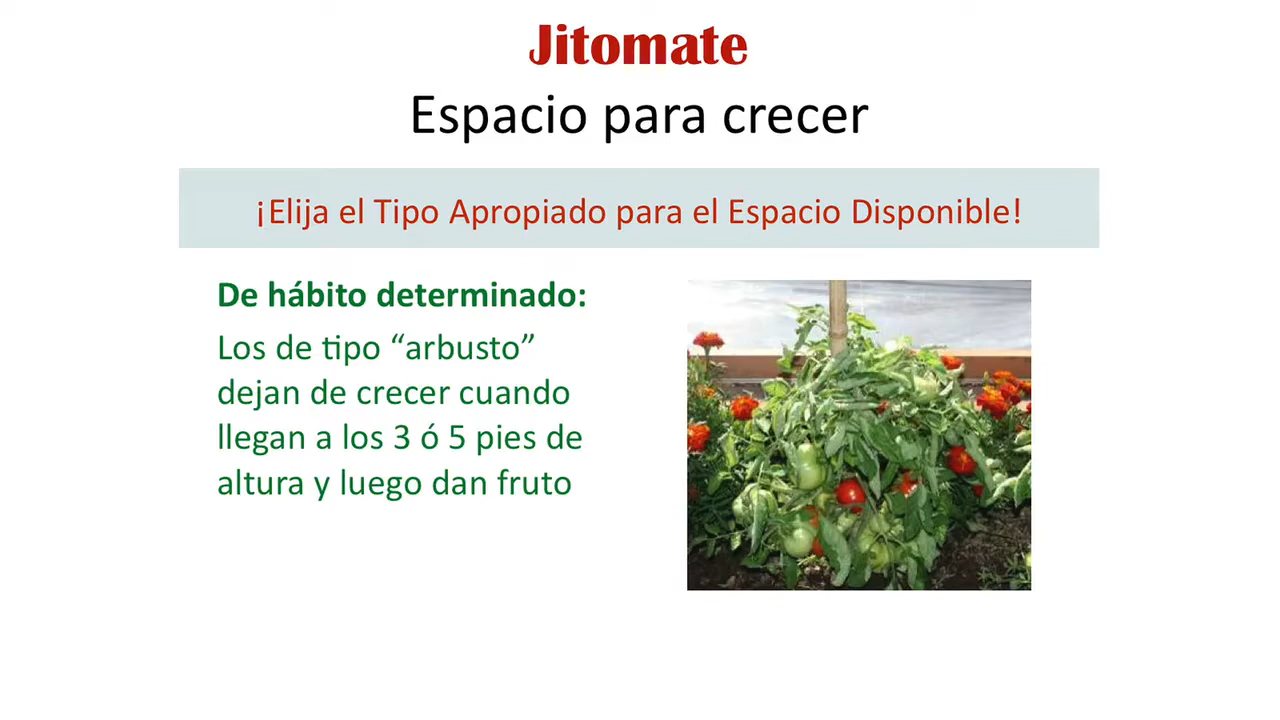 Jitomate
Espacio para crecer
¡Elija el Tipo Apropiado para el Espacio Disponible!
De hábito determinado:
Los de tipo “arbusto”
dejan de crecer cuando
llegan a los 3 ó 5 pies de
altura y luego dan fruto